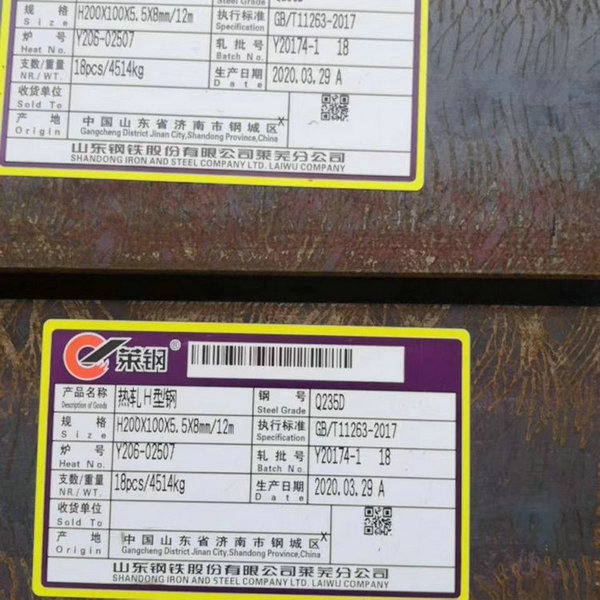 规 格 H200X100X5.5X8mm/12m 执行标准 GB/T11263-2017
Size Specification
炉 号 Y206-02507 轧批号 Y20174-1 18
Heat No. Batch No.
支数/重量 18pcs/4514kg 生产日期 2020.03.29 A
NR./WT. Date
收货单位
Sold To
产 地 中国山东省济南市钢城区X
Origin Gangcheng District Jinan City,Shandong Province,China
山东钢铁股份有限公司莱芜分公司
SHANDONG IRON AND STEEL COMPANY LTD. LAIWU COMPANY
莱钢®
产品名称 热轧H型钢 钢 号 Q235D
Description of Goods Steel Grade
规 格 H200X100X5.5X8mm/12m 执行标准 GB/T11263-2017
Size Specification
炉 号 Y206-02507 轧批号 Y20174-1 18
Heat No. Batch No.
支数/重量 18pcs/4514kg 生产日期 2020.03.29 A
NR./WT. Date
收货单位
Sold To
产 地 中国山东省济南市钢城区X
Origin Gangcheng District Jinan City,Shandong Province,China
山东钢铁股份有限公司莱芜分公司
SHANDONG IRON AND STEEL COMPANY LTD. LAIWU COMPANY